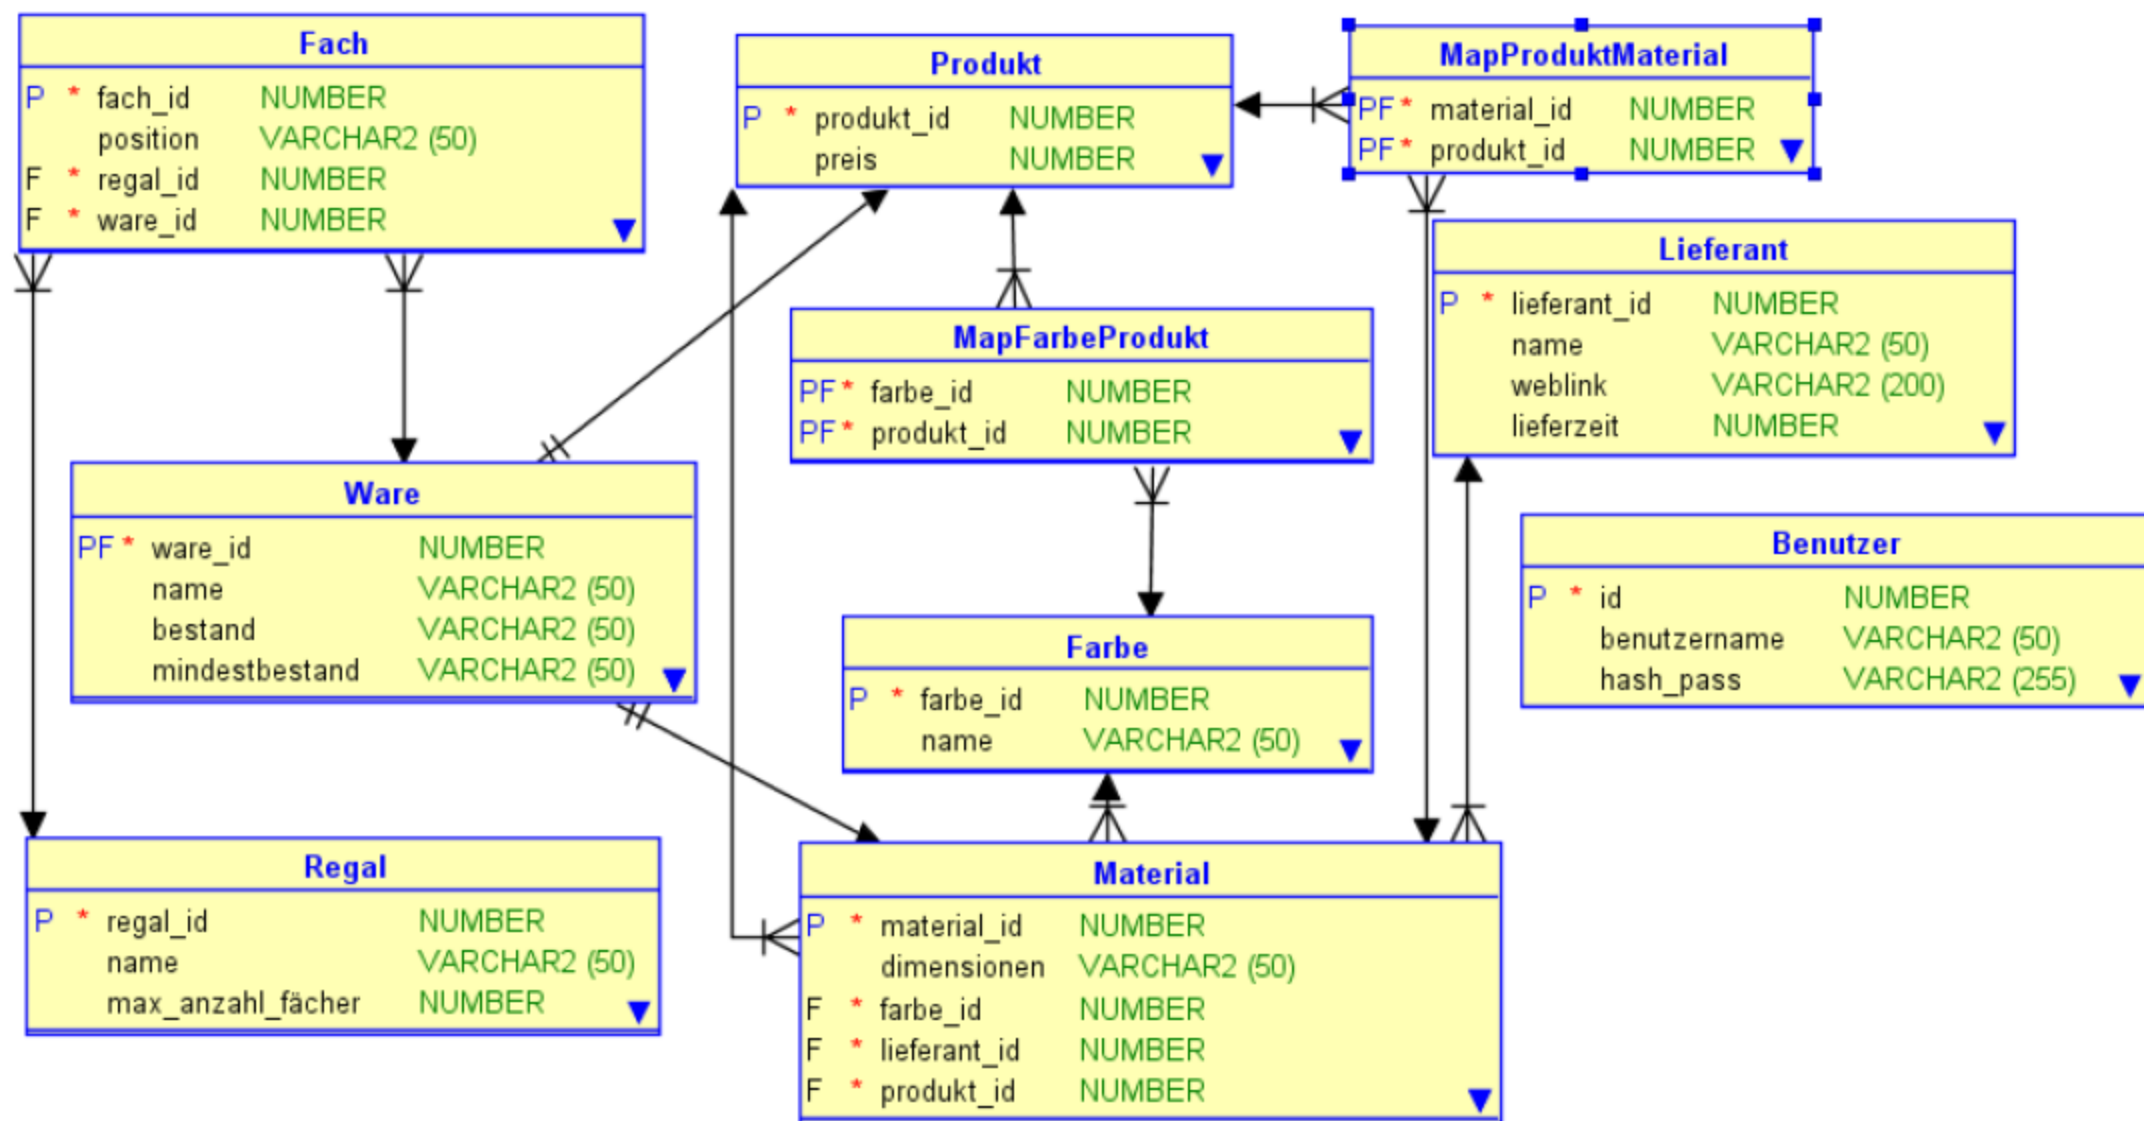 Fach
P * fach_id NUMBER
position VARCHAR2 (50)
F * regal_id NUMBER
F * ware_id NUMBER
Produkt
P * produkt_id NUMBER
preis NUMBER
MapProduktMaterial
PF * material_id NUMBER
PF * produkt_id NUMBER
Lieferant
P * lieferant_id NUMBER
name VARCHAR2 (50)
weblink VARCHAR2 (200)
lieferzeit NUMBER
MapFarbeProdukt
PF * farbe_id NUMBER
PF * produkt_id NUMBER
Ware
PF * ware_id NUMBER
name VARCHAR2 (50)
bestand VARCHAR2 (50)
mindestbestand VARCHAR2 (50)
Benutzer
P * id NUMBER
benutzername VARCHAR2 (50)
hash_pass VARCHAR2 (255)
Farbe
P * farbe_id NUMBER
name VARCHAR2 (50)
Regal
P * regal_id NUMBER
name VARCHAR2 (50)
max_anzahl_fächer NUMBER
Material
P * material_id NUMBER
dimensionen VARCHAR2 (50)
F * farbe_id NUMBER
F * lieferant_id NUMBER
F * produkt_id NUMBER